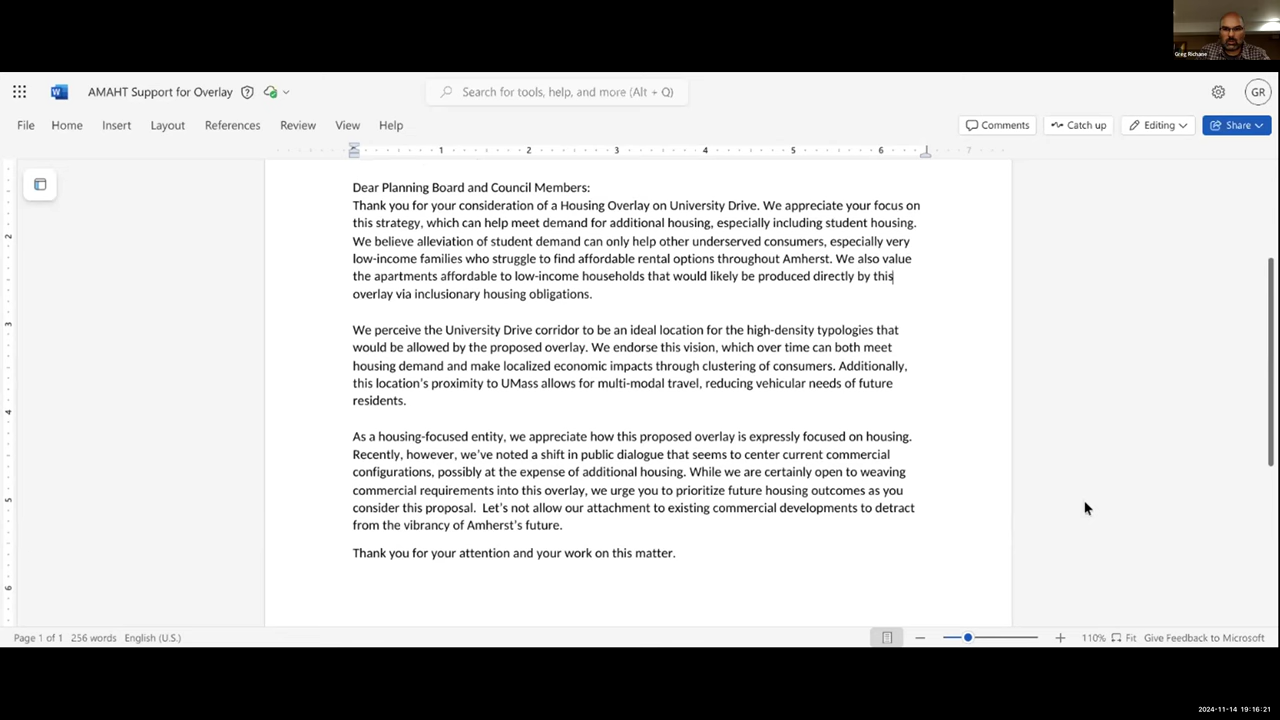 Greg Richane
AMAHT Support for Overlay
Search for tools, help, and more (Alt + Q)
GR
File Home Insert Layout References Review View Help
Comments Catch up Editing Share
1 2 3 4 5 6 7
Dear Planning Board and Council Members:
Thank you for your consideration of a Housing Overlay on University Drive. We appreciate your focus on
this strategy, which can help meet demand for additional housing, especially including student housing.
We believe alleviation of student demand can only help other underserved consumers, especially very
low-income families who struggle to find affordable rental options throughout Amherst. We also value
the apartments affordable to low-income households that would likely be produced directly by this
overlay via inclusionary housing obligations.
We perceive the University Drive corridor to be an ideal location for the high-density typologies that
would be allowed by the proposed overlay. We endorse this vision, which over time can both meet
housing demand and make localized economic impacts through clustering of consumers. Additionally,
this location's proximity to UMass allows for multi-modal travel, reducing vehicular needs of future
residents.
As a housing-focused entity, we appreciate how this proposed overlay is expressly focused on housing.
Recently, however, we've noted a shift in public dialogue that seems to center current commercial
configurations, possibly at the expense of additional housing. While we are certainly open to weaving
commercial requirements into this overlay, we urge you to prioritize future housing outcomes as you
consider this proposal.  Let's not allow our attachment to existing commercial developments to detract
from the vibrancy of Amherst's future.
Thank you for your attention and your work on this matter.
2
3
4
5
6
Page 1 of 1 256 words English (U.S.) 110% Fit Give Feedback to Microsoft
2024-11-14 19:16:21